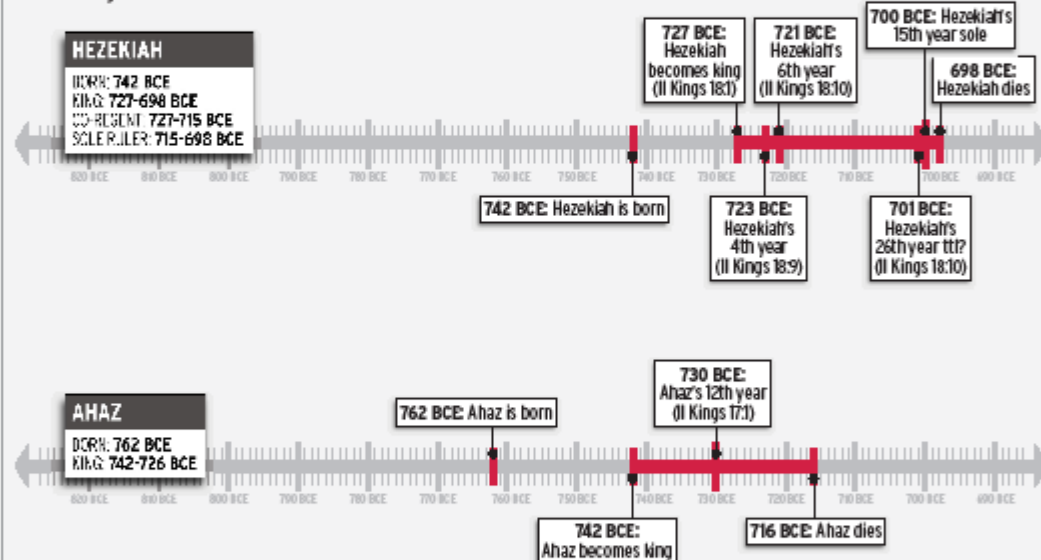 HEZEKIAH
BORN: 742 BCE
KING: 727-698 BCE
CO-REGENT: 727-715 BCE
SOLE RULER: 715-698 BCE
727 BCE:
Hezekiah
becomes king
(II Kings 18:1)
721 BCE:
Hezekiah's
6th year
(II Kings 18:10)
700 BCE: Hezekiah's
15th year sole
698 BCE:
Hezekiah dies
820 BCE 810 BCE 800 BCE 790 BCE 780 BCE 770 BCE 760 BCE 750 BCE 740 BCE 730 BCE 720 BCE 710 BCE 700 BCE 690 BCE
742 BCE: Hezekiah is born
723 BCE:
Hezekiah's
4th year
(II Kings 18:9)
701 BCE:
Hezekiah's
26th year ttl?
(II Kings 18:10)
AHAZ
BORN: 762 BCE
KING: 742-726 BCE
762 BCE: Ahaz is born
730 BCE:
Ahaz's 12th year
(II Kings 17:1)
820 BCE 810 BCE 800 BCE 790 BCE 780 BCE 770 BCE 760 BCE 750 BCE 740 BCE 730 BCE 720 BCE 710 BCE 700 BCE 690 BCE
742 BCE:
Ahaz becomes king
716 BCE: Ahaz dies